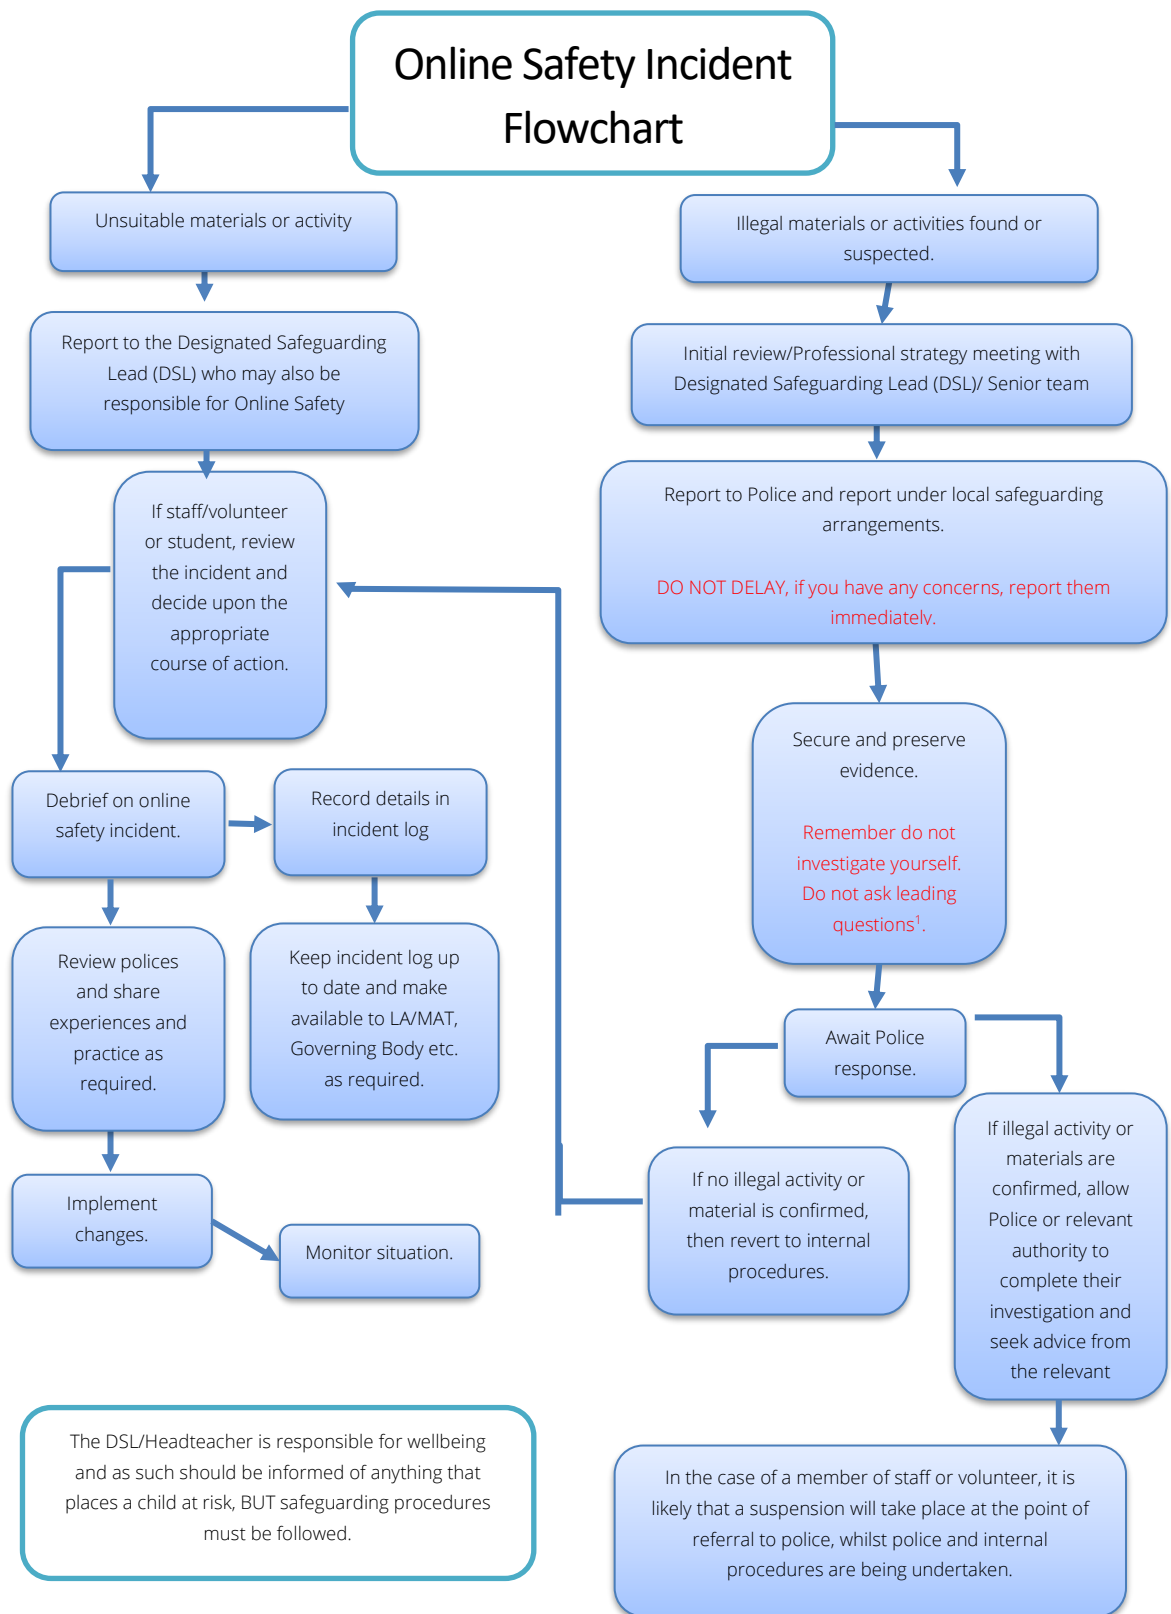 Online Safety Incident
Flowchart
Unsuitable materials or activity
Report to the Designated Safeguarding
Lead (DSL) who may also be
responsible for Online Safety
If staff/volunteer
or student, review
the incident and
decide upon the
appropriate
course of action.
Debrief on online
safety incident.
Record details in
incident log
Review polices
and share
experiences and
practice as
required.
Keep incident log up
to date and make
available to LA/MAT,
Governing Body etc.
as required.
Implement
changes.
Monitor situation.
Illegal materials or activities found or
suspected.
Initial review/Professional strategy meeting with
Designated Safeguarding Lead (DSL)/ Senior team
Report to Police and report under local safeguarding
arrangements.
DO NOT DELAY, if you have any concerns, report them
immediately.
Secure and preserve
evidence.
Remember do not
investigate yourself.
Do not ask leading
questions¹.
Await Police
response.
If no illegal activity or
material is confirmed,
then revert to internal
procedures.
If illegal activity or
materials are
confirmed, allow
Police or relevant
authority to
complete their
investigation and
seek advice from
the relevant
In the case of a member of staff or volunteer, it is
likely that a suspension will take place at the point of
referral to police, whilst police and internal
procedures are being undertaken.
The DSL/Headteacher is responsible for wellbeing
and as such should be informed of anything that
places a child at risk, BUT safeguarding procedures
must be followed.